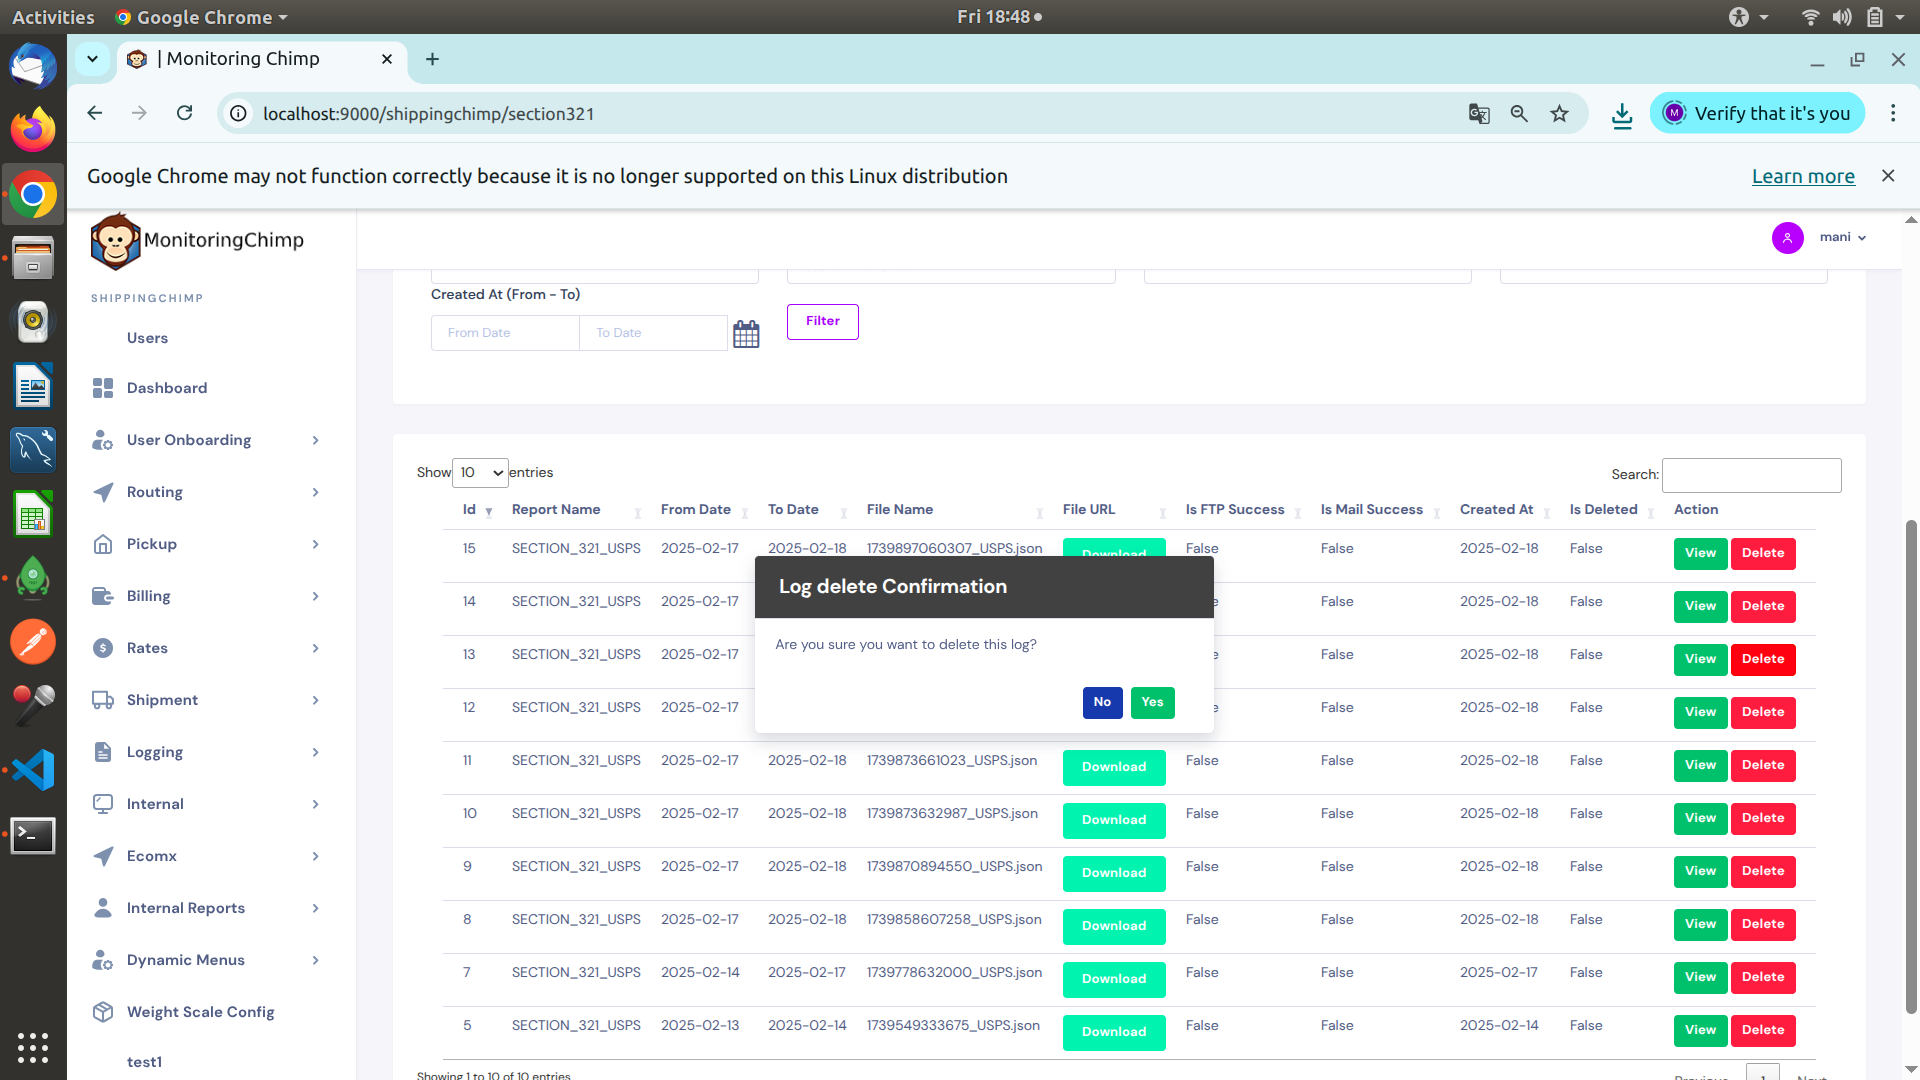 Activities Google Chrome Fri 18:48
| Monitoring Chimp
localhost:9000/shippingchimp/section321 M Verify that it's you
Google Chrome may not function correctly because it is no longer supported on this Linux distribution Learn more
MonitoringChimp
mani
SHIPPINGCHIMP
Users
Dashboard
User Onboarding
Routing
Pickup
Billing
Rates
Shipment
Logging
Internal
Ecomx
Internal Reports
Dynamic Menus
Weight Scale Config
test1
Created At (From - To)
From Date To Date Filter
Show 10 entries Search:
Id Report Name From Date To Date File Name File URL Is FTP Success Is Mail Success Created At Is Deleted Action
15 SECTION_321_USPS 2025-02-17 2025-02-18 1739897060307_USPS.json Download False False 2025-02-18 False View Delete
14 SECTION_321_USPS 2025-02-17 False 2025-02-18 False View Delete
13 SECTION_321_USPS 2025-02-17 False 2025-02-18 False View Delete
12 SECTION_321_USPS 2025-02-17 False 2025-02-18 False View Delete
Log delete Confirmation
Are you sure you want to delete this log?
No Yes
11 SECTION_321_USPS 2025-02-17 2025-02-18 1739873661023_USPS.json Download False False 2025-02-18 False View Delete
10 SECTION_321_USPS 2025-02-17 2025-02-18 1739873632987_USPS.json Download False False 2025-02-18 False View Delete
9 SECTION_321_USPS 2025-02-17 2025-02-18 1739870894550_USPS.json Download False False 2025-02-18 False View Delete
8 SECTION_321_USPS 2025-02-17 2025-02-18 1739858607258_USPS.json Download False False 2025-02-18 False View Delete
7 SECTION_321_USPS 2025-02-14 2025-02-17 1739778632000_USPS.json Download False False 2025-02-17 False View Delete
5 SECTION_321_USPS 2025-02-13 2025-02-14 1739549333675_USPS.json Download False False 2025-02-14 False View Delete
Showing 1 to 10 of 10 entries Previous 1 Next